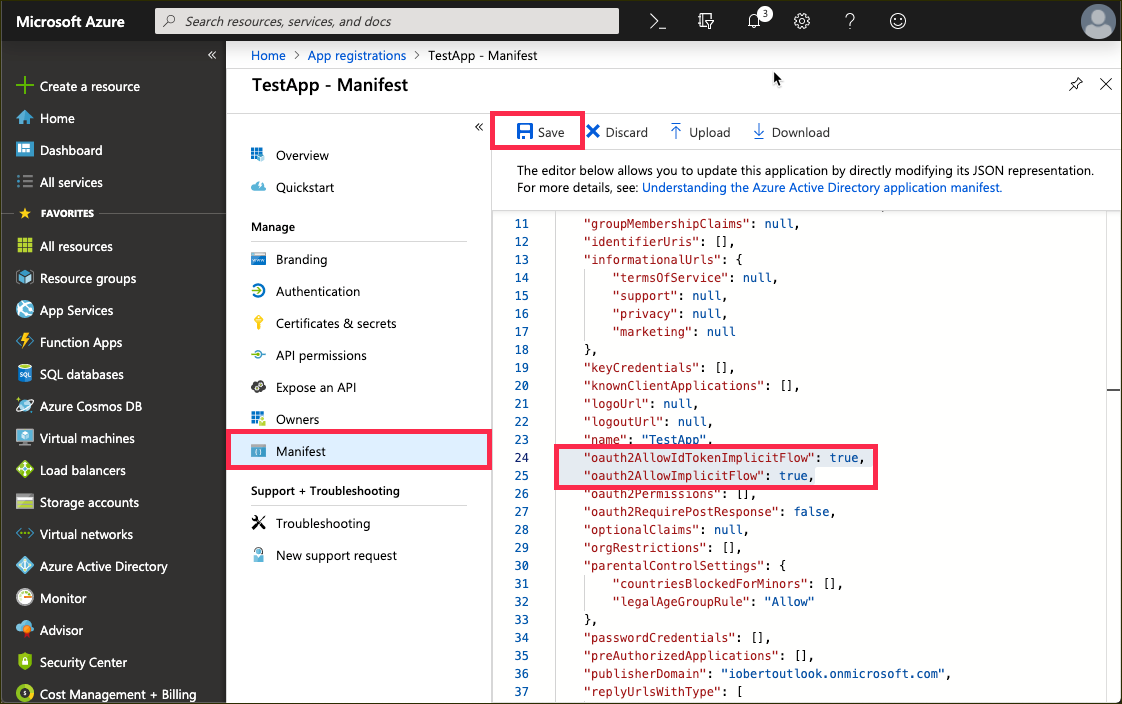 Microsoft Azure
Search resources, services, and docs
3
Home > App registrations > TestApp - Manifest
TestApp - Manifest
Create a resource
Home
Dashboard
All services
FAVORITES
All resources
Resource groups
App Services
Function Apps
SQL databases
Azure Cosmos DB
Virtual machines
Load balancers
Storage accounts
Virtual networks
Azure Active Directory
Monitor
Advisor
Security Center
Cost Management + Billing
Overview
Quickstart
Manage
Branding
Authentication
Certificates & secrets
API permissions
Expose an API
Owners
Manifest
Support + Troubleshooting
Troubleshooting
New support request
Save
Discard
Upload
Download
The editor below allows you to update this application by directly modifying its JSON representation.
For more details, see: Understanding the Azure Active Directory application manifest.
11 "groupMembershipClaims": null,
12 "identifierUris": [],
13 "informationalUrls": {
14 "termsOfService": null,
15 "support": null,
16 "privacy": null,
17 "marketing": null
18 },
19 "keyCredentials": [],
20 "knownClientApplications": [],
21 "logoUrl": null,
22 "logoutUrl": null,
23 "name": "TestApp",
24 "oauth2AllowIdTokenImplicitFlow": true,
25 "oauth2AllowImplicitFlow": true,
26 "oauth2Permissions": [],
27 "oauth2RequirePostResponse": false,
28 "optionalClaims": null,
29 "orgRestrictions": [],
30 "parentalControlSettings": {
31 "countriesBlockedForMinors": [],
32 "legalAgeGroupRule": "Allow"
33 },
34 "passwordCredentials": [],
35 "preAuthorizedApplications": [],
36 "publisherDomain": "iobertoutlook.onmicrosoft.com",
37 "replyUrlsWithType": [